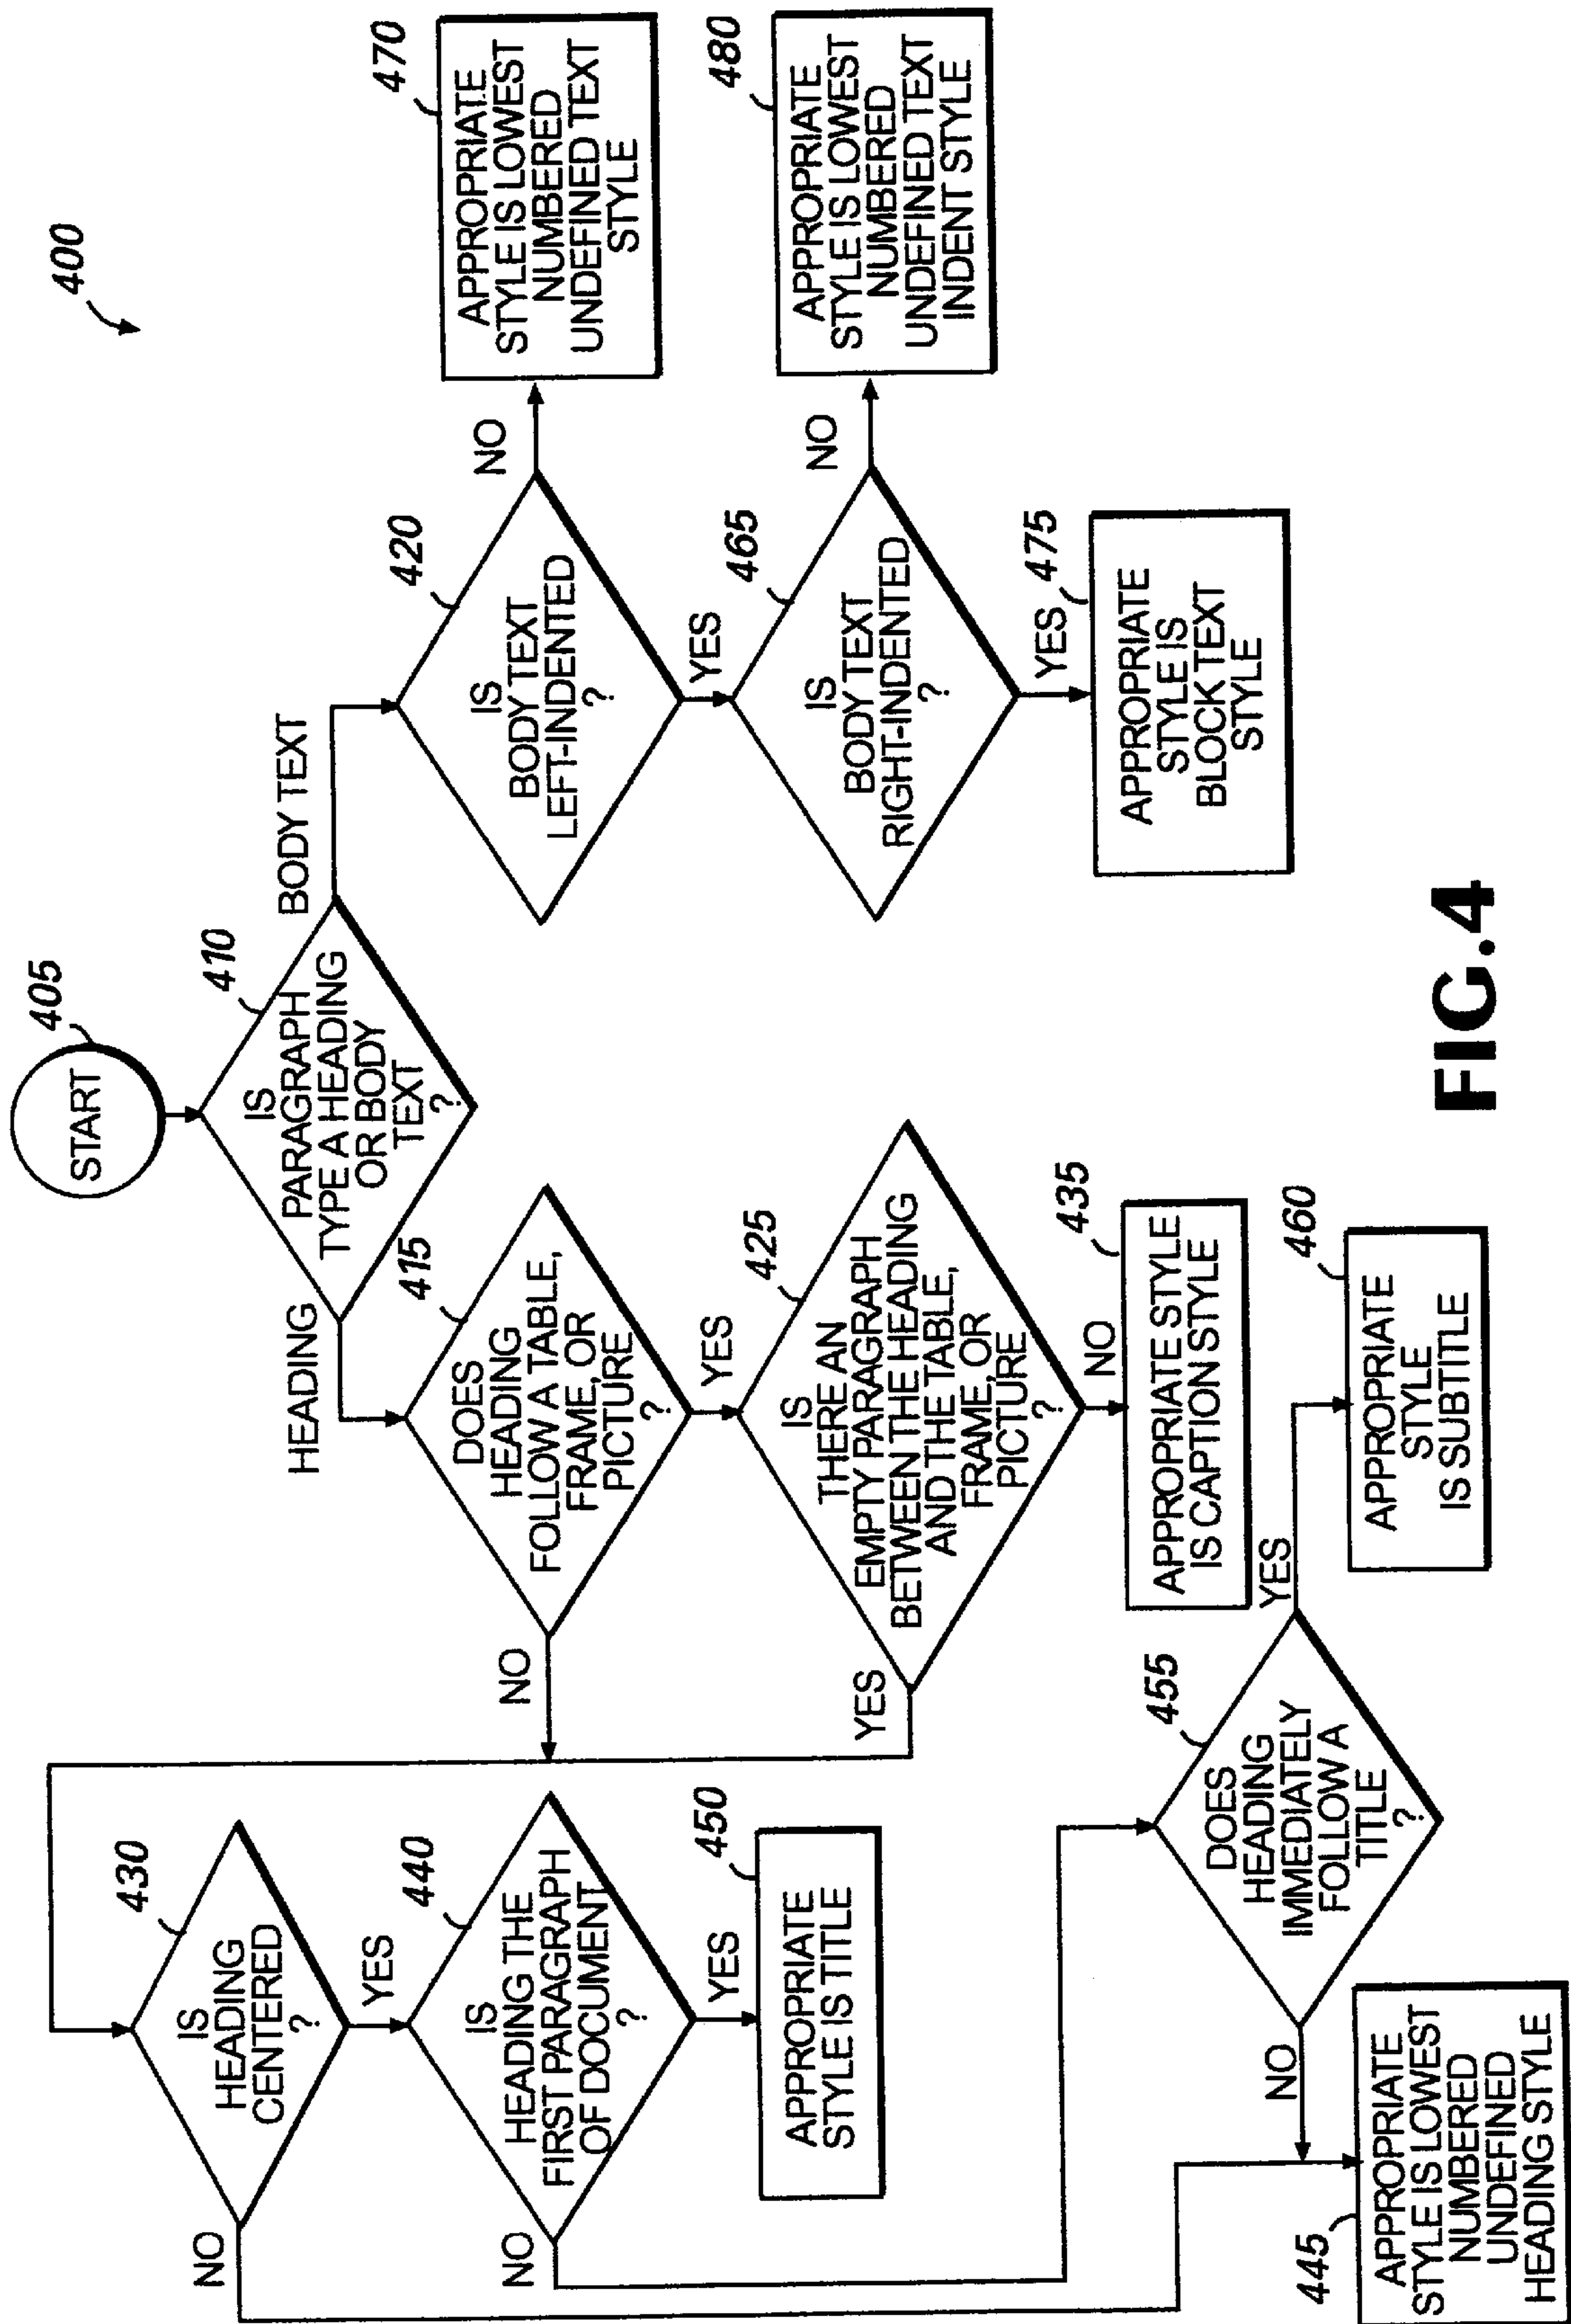 400
405
START
410
IS
PARAGRAPH
TYPE A HEADING
OR BODY
TEXT
?
HEADING
BODY TEXT
415
DOES
HEADING
FOLLOW A TABLE,
FRAME, OR
PICTURE
?
NO
YES
425
IS
THERE AN
EMPTY PARAGRAPH
BETWEEN THE HEADING
AND THE TABLE,
FRAME, OR
PICTURE
?
YES
NO
435
APPROPRIATE STYLE
IS CAPTION STYLE
430
IS
HEADING
CENTERED
?
NO
YES
440
IS
HEADING THE
FIRST PARAGRAPH
OF DOCUMENT
?
NO
YES
450
APPROPRIATE
STYLE IS TITLE
455
DOES
HEADING
IMMEDIATELY
FOLLOW A
TITLE
?
YES
NO
460
APPROPRIATE
STYLE
IS SUBTITLE
445
APPROPRIATE
STYLE IS LOWEST
NUMBERED
UNDEFINED
HEADING STYLE
420
IS
BODY TEXT
LEFT-INDENTED
?
NO
YES
470
APPROPRIATE
STYLE IS LOWEST
NUMBERED
UNDEFINED TEXT
STYLE
465
IS
BODY TEXT
RIGHT-INDENTED
?
NO
YES
480
APPROPRIATE
STYLE IS LOWEST
NUMBERED
UNDEFINED TEXT
INDENT STYLE
475
APPROPRIATE
STYLE IS
BLOCK TEXT
STYLE
FIG.4